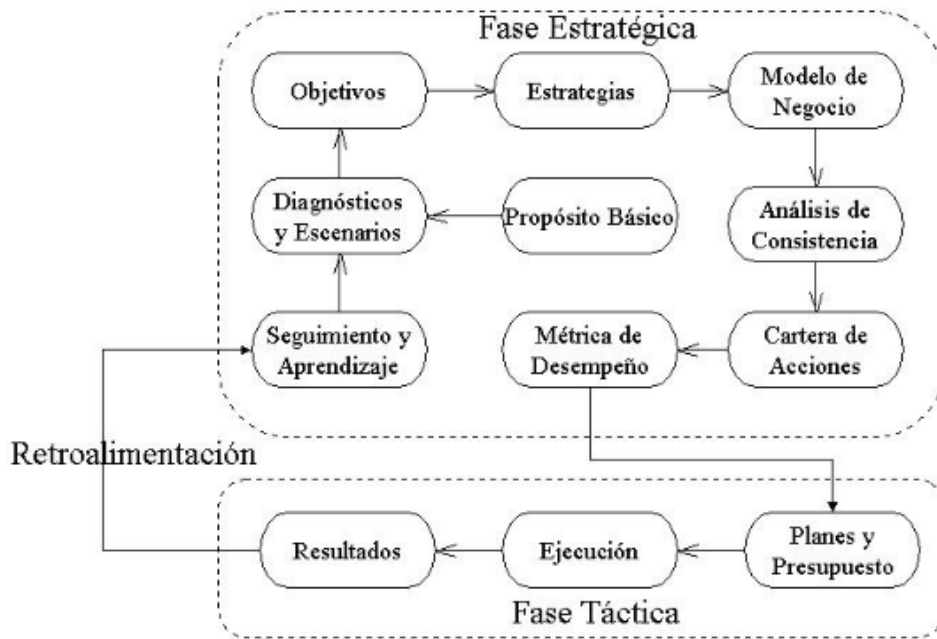 Fase Estratégica
Objetivos
Estrategias
Modelo de
Negocio
Diagnósticos
y Escenarios
Propósito Básico
Análisis de
Consistencia
Seguimiento y
Aprendizaje
Métrica de
Desempeño
Cartera de
Acciones
Retroalimentación
Resultados
Ejecución
Planes y
Presupuesto
Fase Táctica